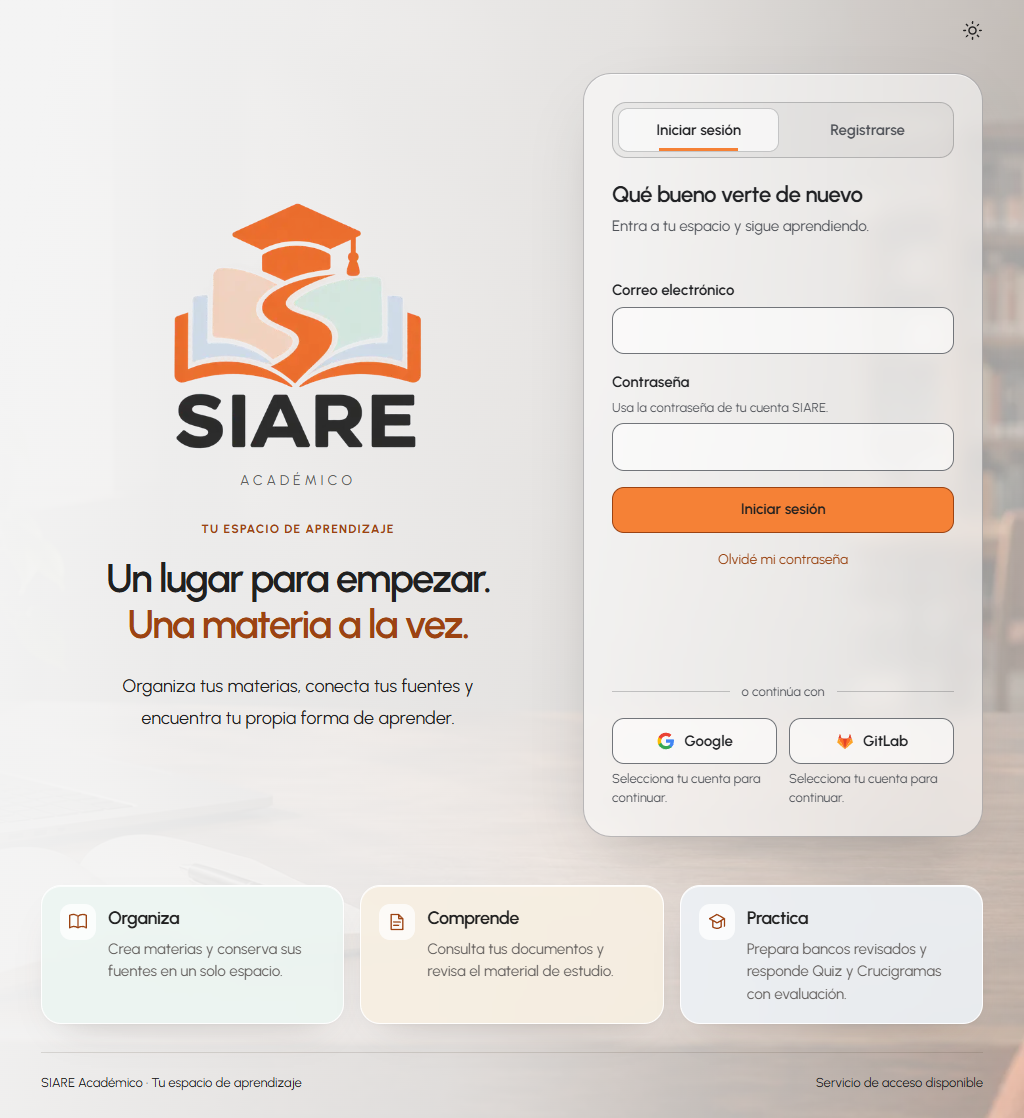 SIARE
ACADÉMICO
TU ESPACIO DE APRENDIZAJE
Un lugar para empezar.
Una materia a la vez.
Organiza tus materias, conecta tus fuentes y
encuentra tu propia forma de aprender.
Iniciar sesión
Registrarse
Qué bueno verte de nuevo
Entra a tu espacio y sigue aprendiendo.
Correo electrónico
Contraseña
Usa la contraseña de tu cuenta SIARE.
Iniciar sesión
Olvidé mi contraseña
o continúa con
Google
GitLab
Selecciona tu cuenta para
continuar.
Selecciona tu cuenta para
continuar.
Organiza
Crea materias y conserva sus
fuentes en un solo espacio.
Comprende
Consulta tus documentos y
revisa el material de estudio.
Practica
Prepara bancos revisados y
responde Quiz y Crucigramas
con evaluación.
SIARE Académico · Tu espacio de aprendizaje
Servicio de acceso disponible